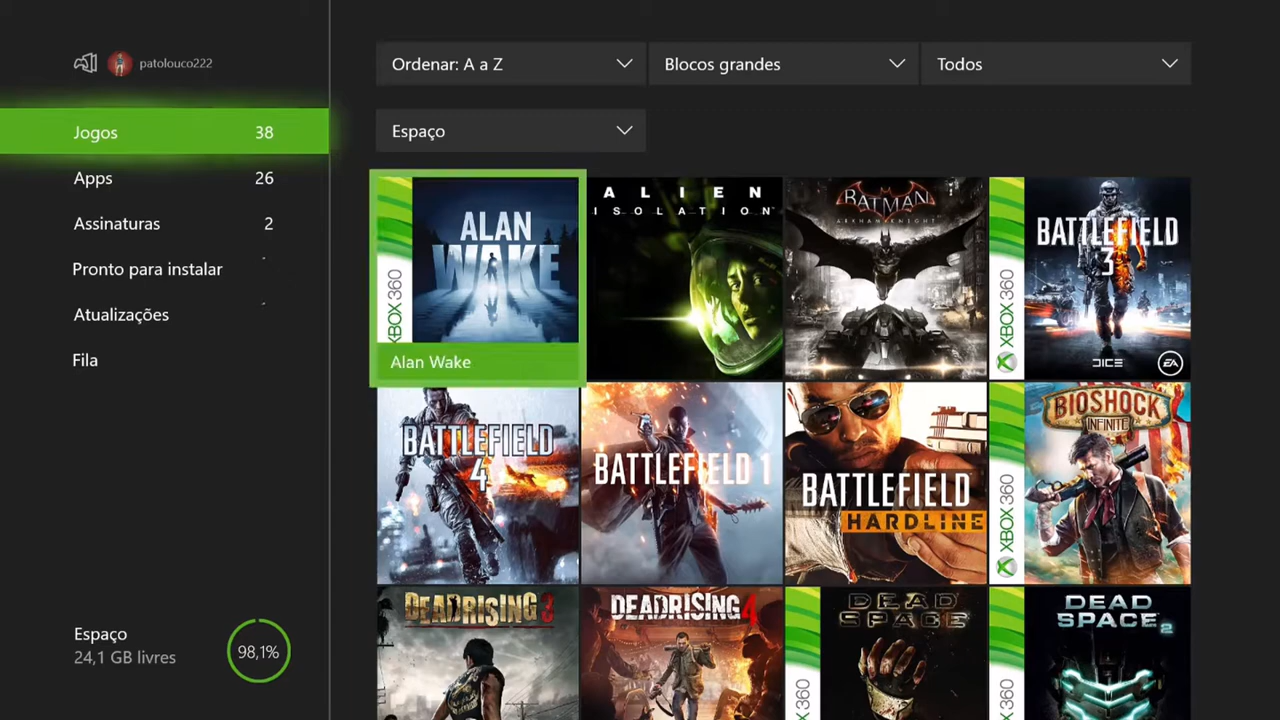 patolouco222
Jogos 38
Apps 26
Assinaturas 2
Pronto para instalar
Atualizações
Fila
Espaço
24,1 GB livres
98,1%
Ordenar: A a Z
Blocos grandes
Todos
Espaço
XBOX 360
ALAN
WAKE
Alan Wake
ALIEN
ISOLATION™
BATMAN
ARKHAM KNIGHT
XBOX 360
BATTLEFIELD
3
DICE
EA
BATTLEFIELD
4
BATTLEFIELD 1
BATTLEFIELD
HARDLINE
XBOX 360
BIOSHOCK
INFINITE
DEADRISING 3
DEADRISING 4
XBOX 360
DEAD
SPACE
XBOX 360
DEAD
SPACE 2